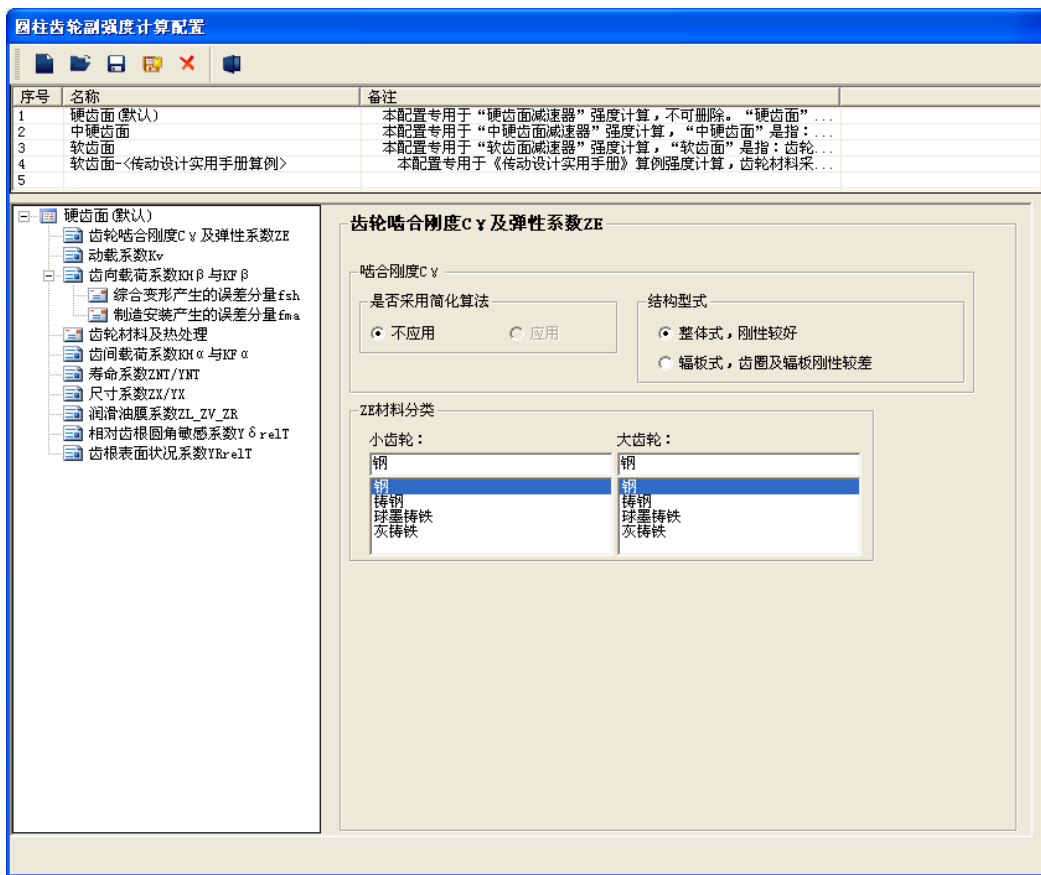 圆柱齿轮副强度计算配置
序号 名称 备注
1 硬齿面(默认) 本配置专用于“硬齿面减速器”强度计算，不可删除。“硬齿面”...
2 中硬齿面 本配置专用于“中硬齿面减速器”强度计算，“中硬齿面”是指：...
3 软齿面 本配置专用于“软齿面减速器”强度计算，“软齿面”是指：齿轮...
4 软齿面-<传动设计实用手册算例> 本配置专用于《传动设计实用手册》算例强度计算，齿轮材料采...
5
硬齿面(默认)
齿轮啮合刚度Cγ及弹性系数ZE
动载系数Kv
齿向载荷系数KHβ与KFβ
综合变形产生的误差分量fsh
制造安装产生的误差分量fma
齿轮材料及热处理
齿间载荷系数KHα与KFα
寿命系数ZNT/YNT
尺寸系数ZX/YX
润滑油膜系数ZL_ZV_ZR
相对齿根圆角敏感系数YδrelT
齿根表面状况系数YRrelT
齿轮啮合刚度Cγ及弹性系数ZE
啮合刚度Cγ
是否采用简化算法
不应用 应用
结构型式
整体式，刚性较好
辐板式，齿圈及辐板刚性较差
ZE材料分类
小齿轮： 大齿轮：
钢 钢
钢 钢
铸钢 铸钢
球墨铸铁 球墨铸铁
灰铸铁 灰铸铁